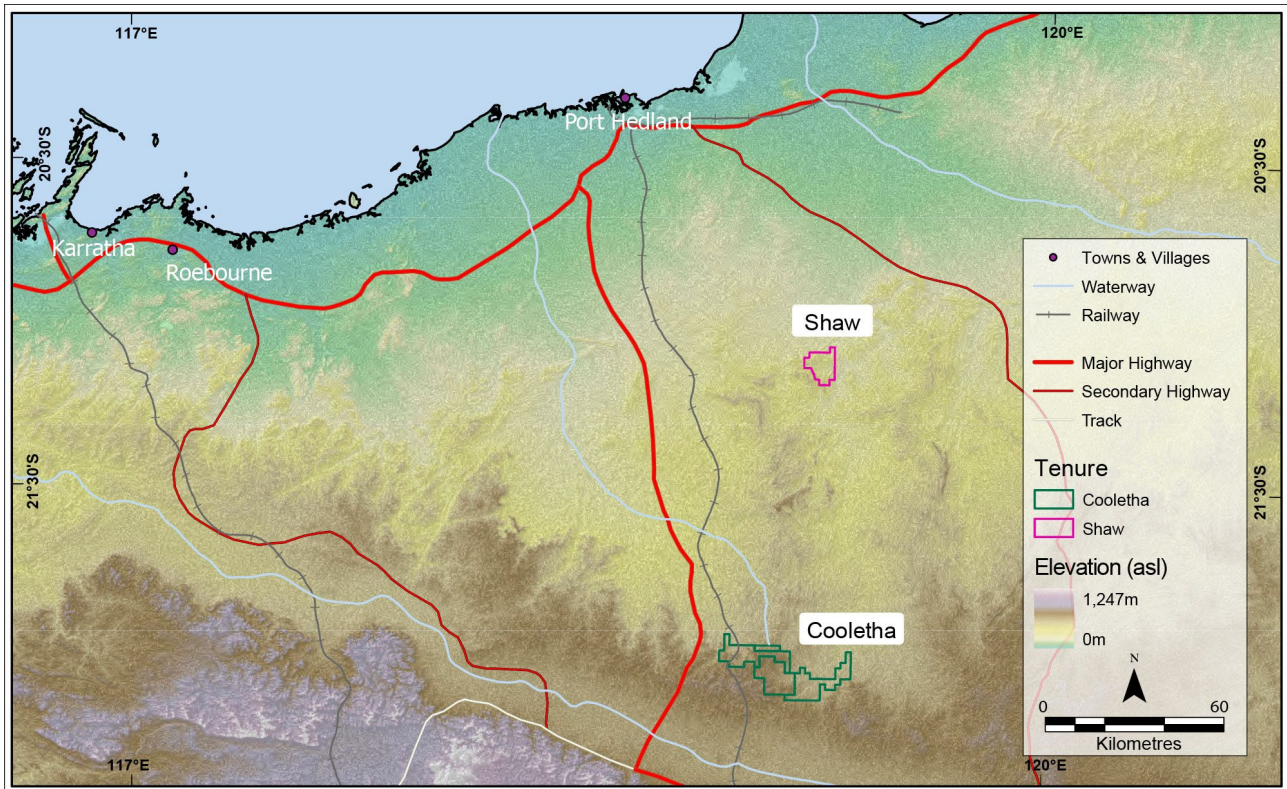 117°E
120°E
Port Hedland
20°30'S
20°30'S
Karratha
Roebourne
Shaw
21°30'S
21°30'S
Cooletha
117°E
120°E
Towns & Villages
Waterway
Railway
Major Highway
Secondary Highway
Track
Tenure
Cooletha
Shaw
Elevation (asl)
1,247m
0m
N
0 60
Kilometres